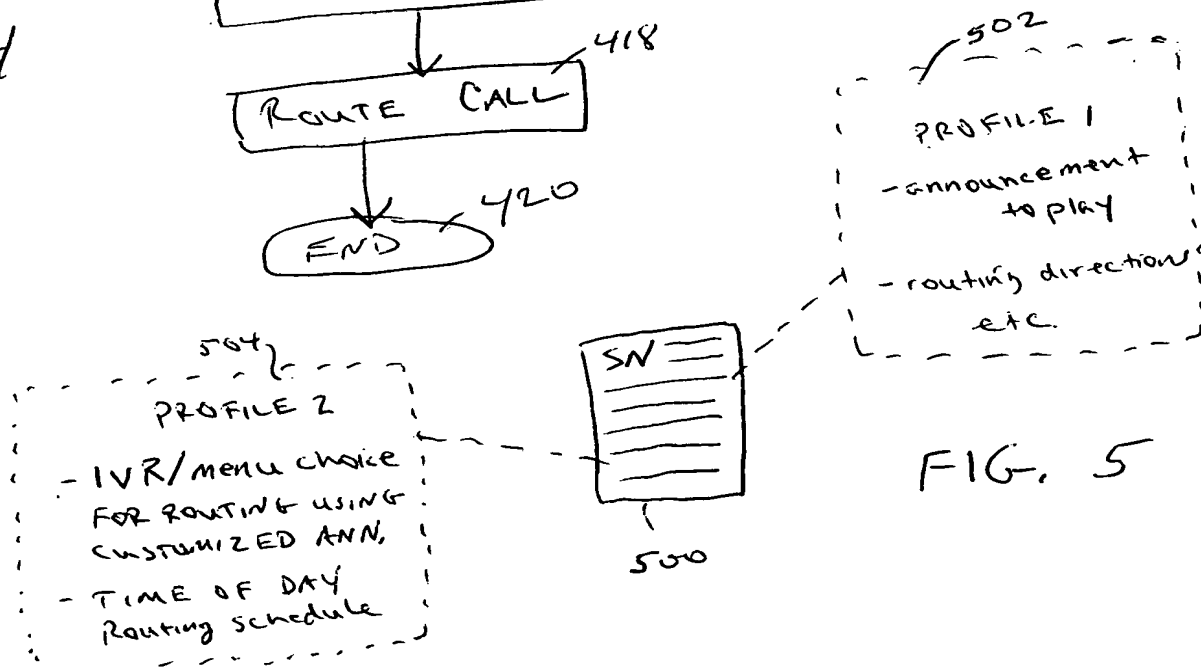 418
ROUTE CALL
420
END
502
PROFILE 1
- announcement
to play
- routing directions
etc.
504
PROFILE 2
- IVR/menu choice
FOR ROUTING USING
CUSTOMIZED ANN.
- TIME OF DAY
Routing schedule
SN
500
FIG. 5